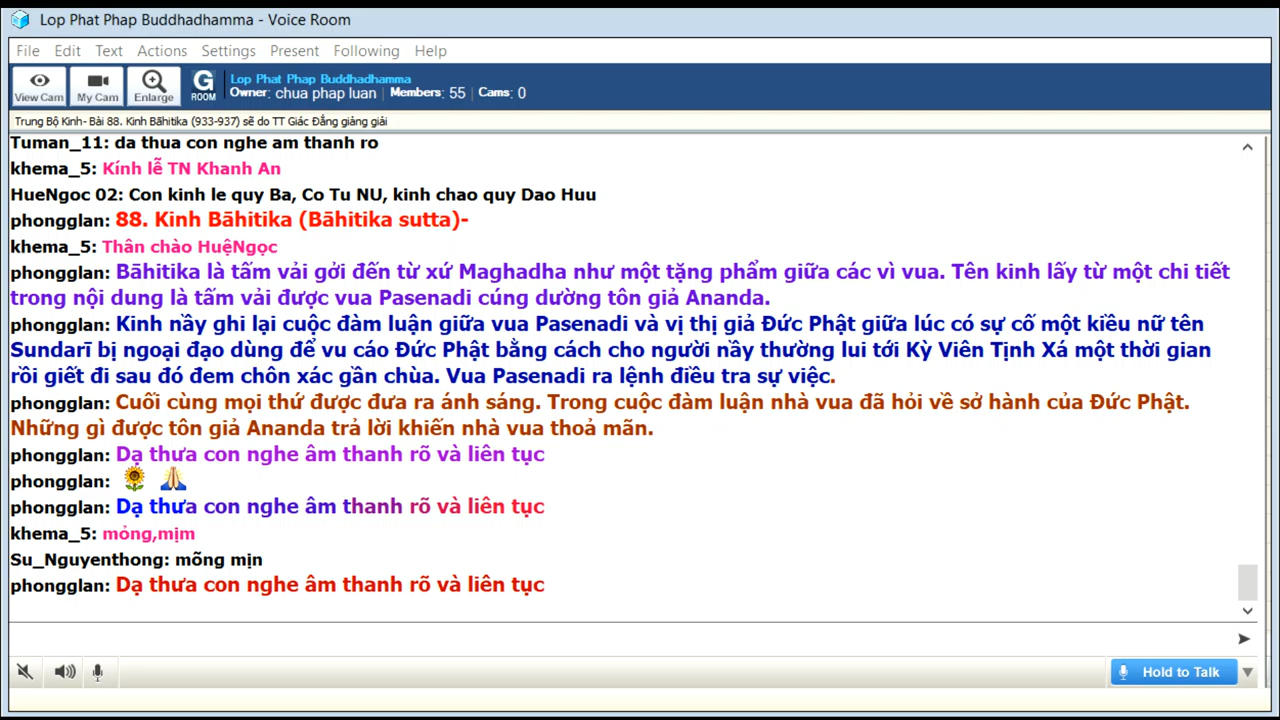 Lop Phat Phap Buddhadhamma - Voice Room
File Edit Text Actions Settings Present Following Help
View Cam My Cam Enlarge G ROOM
Lop Phat Phap Buddhadhamma
Owner: chua phap luan | Members: 55 | Cams: 0
Trung Bộ Kinh- Bài 88. Kinh Bāhitika (933-937) sẽ do TT Giác Đẳng giảng giải
Tuman_11: da thua con nghe am thanh ro
khema_5: Kính lễ TN Khanh An
HueNgoc 02: Con kinh le quy Ba, Co Tu NU, kinh chao quy Dao Huu
phongglan: 88. Kinh Bāhitika (Bāhitika sutta)-
khema_5: Thân chào HuệNgọc
phongglan: Bāhitika là tấm vải gởi đến từ xứ Maghadha như một tặng phẩm giữa các vì vua. Tên kinh lấy từ một chi tiết
trong nội dung là tấm vải được vua Pasenadi cúng dường tôn giả Ananda.
phongglan: Kinh nầy ghi lại cuộc đàm luận giữa vua Pasenadi và vị thị giả Đức Phật giữa lúc có sự cố một kiều nữ tên
Sundarī bị ngoại đạo dùng để vu cáo Đức Phật bằng cách cho người nầy thường lui tới Kỳ Viên Tịnh Xá một thời gian
rồi giết đi sau đó đem chôn xác gần chùa. Vua Pasenadi ra lệnh điều tra sự việc.
phongglan: Cuối cùng mọi thứ được đưa ra ánh sáng. Trong cuộc đàm luận nhà vua đã hỏi về sở hành của Đức Phật.
Những gì được tôn giả Ananda trả lời khiến nhà vua thoả mãn.
phongglan: Dạ thưa con nghe âm thanh rõ và liên tục
phongglan: 🌻 🙏
phongglan: Dạ thưa con nghe âm thanh rõ và liên tục
khema_5: mỏng,mịm
Su_Nguyenthong: mõng mịn
phongglan: Dạ thưa con nghe âm thanh rõ và liên tục
Hold to Talk